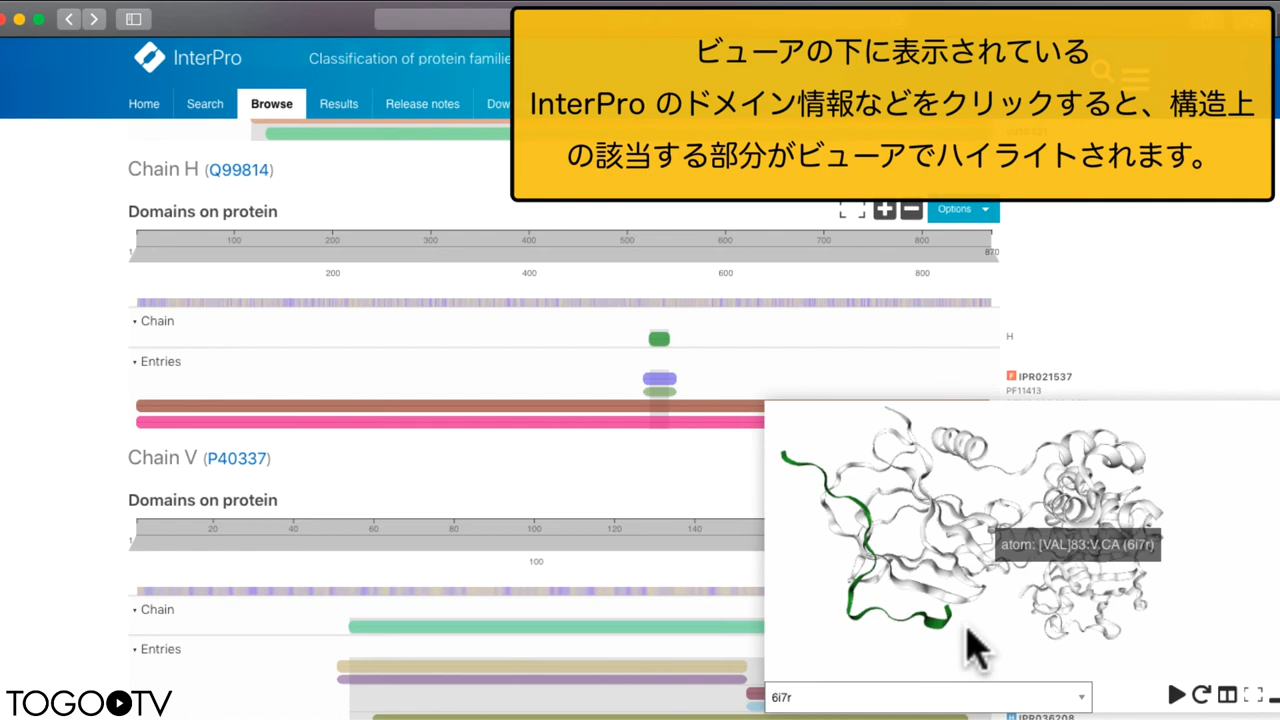 ビューアの下に表示されている
InterPro のドメイン情報などをクリックすると、構造上
の該当する部分がビューアでハイライトされます。
InterPro
Classification of protein familie
Home Search Browse Results Release notes Dow
Chain H (Q99814)
Domains on protein
Options
100 200 300 400 500 600 700 800
1 870
200 400 600 800
Chain
H
Entries
F IPR021537
PF11413
Chain V (P40337)
Domains on protein
20 40 60 80 100 120 140
1
100
atom: [VAL]83:V.CA (6i7r)
Chain
Entries
6i7r
H IPR036208
TOGOTV